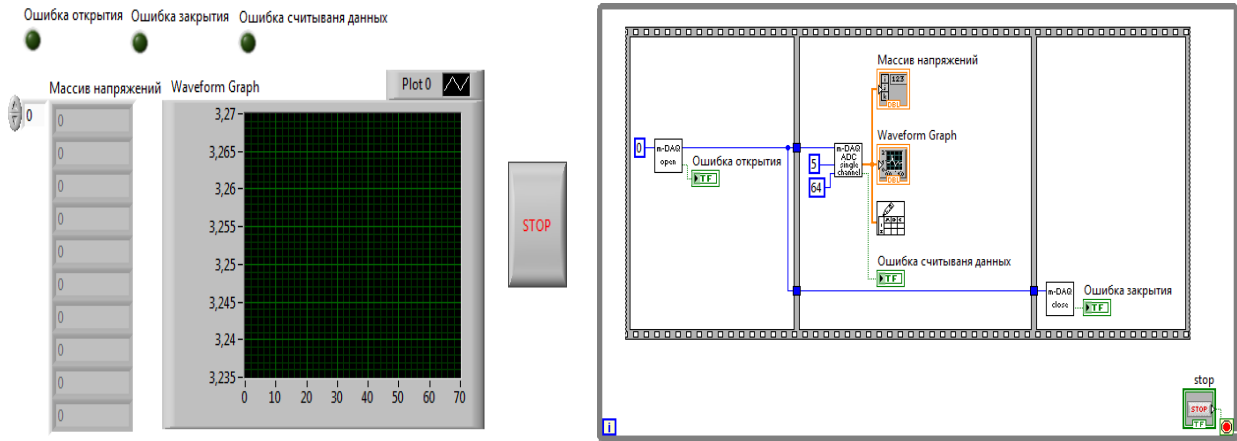 Ошибка открытия Ошибка закрытия Ошибка считываня данных
Массив напряжений Waveform Graph Plot 0
0
0
0
0
0
0
0
0
0
0
0
3,27
3,265
3,26
3,255
3,25
3,245
3,24
3,235
0 10 20 30 40 50 60 70
STOP
0
m-DAQ
open
Ошибка открытия
TF
Массив напряжений
123
DBL
Waveform Graph
DBL
m-DAQ
ADC
single
channel
5
64
Ошибка считываня данных
TF
m-DAQ
close
Ошибка закрытия
TF
stop
STOP
TF
i